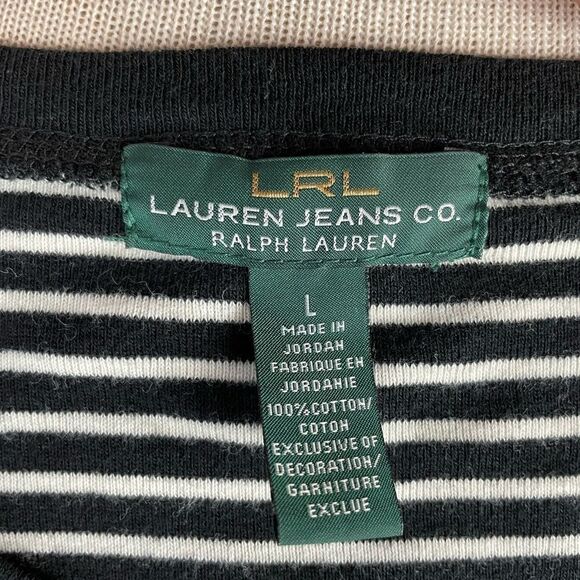 LRL
LAUREN JEANS CO.
RALPH LAUREN
L
MADE IN
JORDAN
FABRIQUE EN
JORDANIE
100% COTTON/
COTON
EXCLUSIVE OF
DECORATION/
GARNITURE
EXCLUE